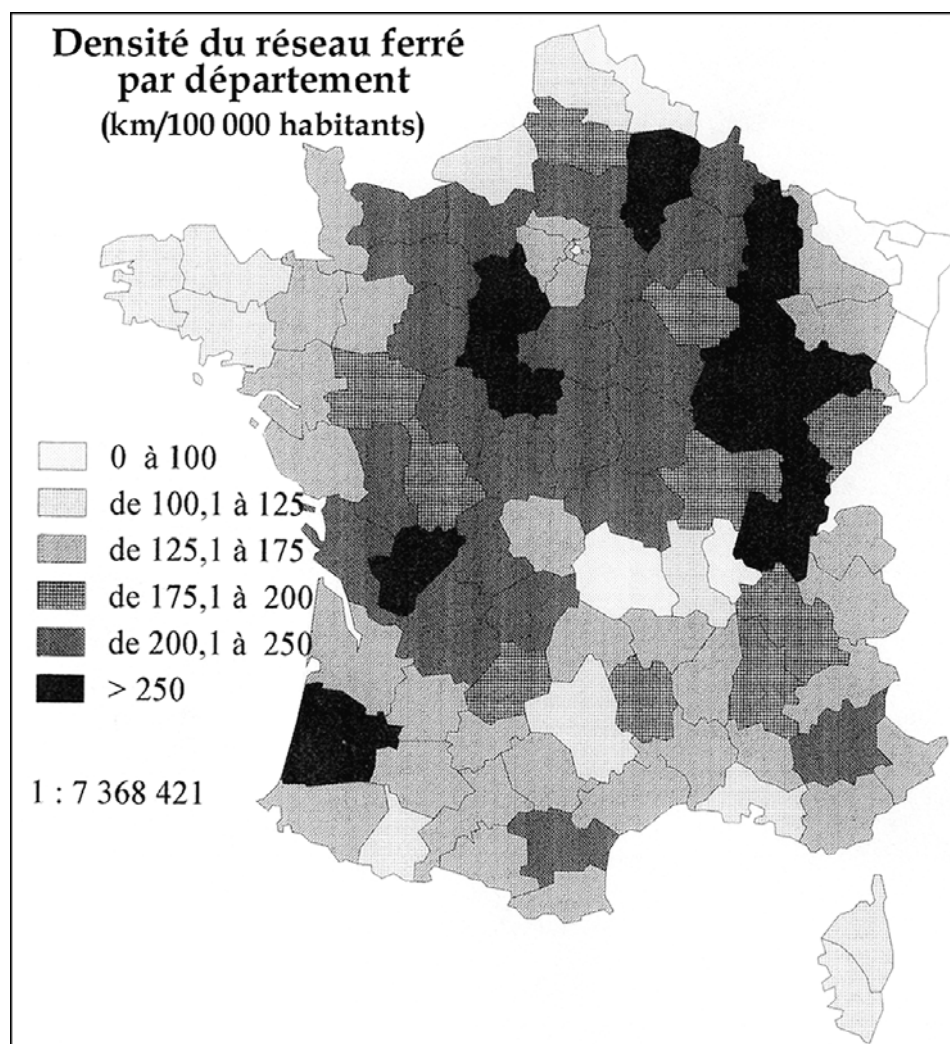 Densité du réseau ferré
par département
(km/100 000 habitants)
0 à 100
de 100,1 à 125
de 125,1 à 175
de 175,1 à 200
de 200,1 à 250
> 250
1 : 7 368 421